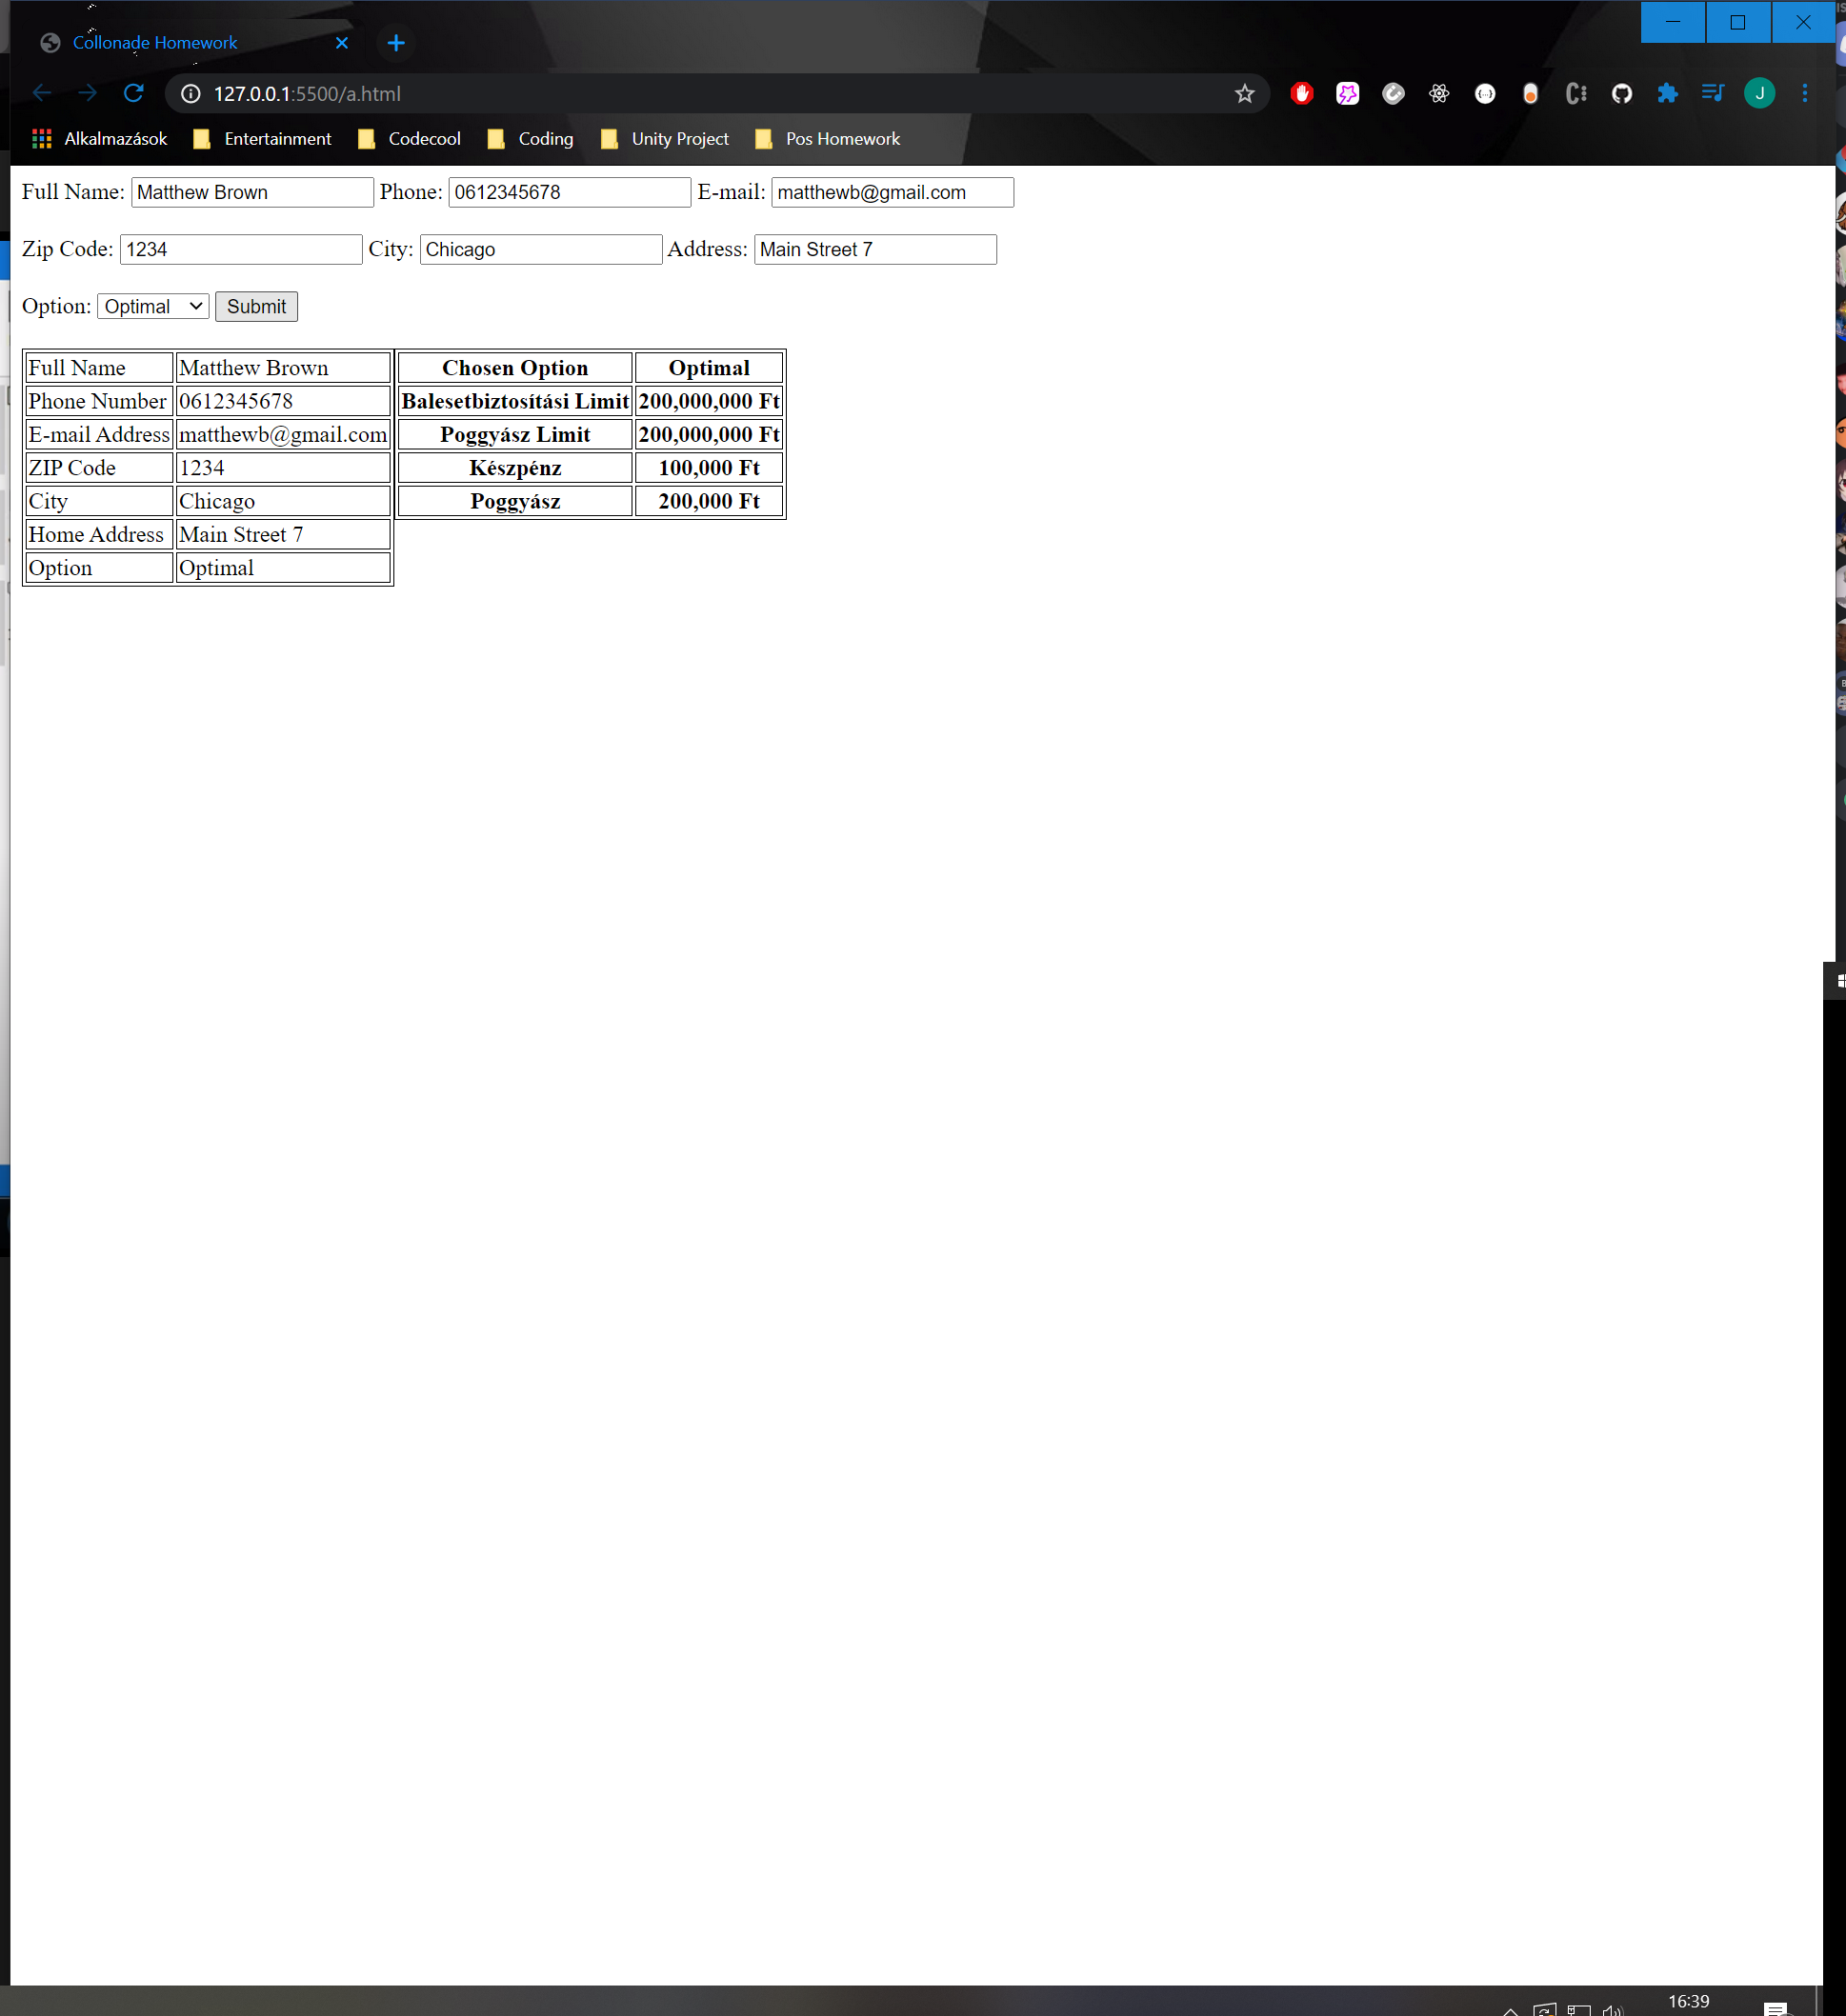 Collonade Homework
127.0.0.1:5500/a.html
J
Alkalmazások Entertainment Codecool Coding Unity Project Pos Homework
Full Name: Matthew Brown Phone: 0612345678 E-mail: matthewb@gmail.com
Zip Code: 1234 City: Chicago Address: Main Street 7
Option: Optimal Submit
Full Name Matthew Brown Chosen Option Optimal
Phone Number 0612345678 Balesetbiztosítási Limit 200,000,000 Ft
E-mail Address matthewb@gmail.com Poggyász Limit 200,000,000 Ft
ZIP Code 1234 Készpénz 100,000 Ft
City Chicago Poggyász 200,000 Ft
Home Address Main Street 7
Option Optimal
16:39